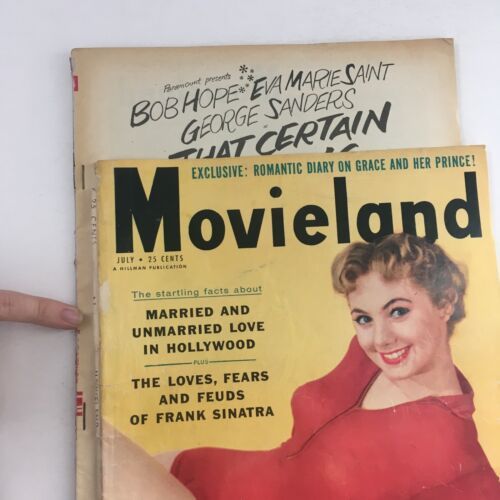 Paramount presents
BOB HOPE EVA MARIE SAINT
GEORGE SANDERS
THAT CERTAIN
EXCLUSIVE: ROMANTIC DIARY ON GRACE AND HER PRINCE!
Movieland
JULY • 25 CENTS
A HILLMAN PUBLICATION
The startling facts about
MARRIED AND
UNMARRIED LOVE
IN HOLLYWOOD
PLUS
THE LOVES, FEARS
AND FEUDS
OF FRANK SINATRA
25 CENTS